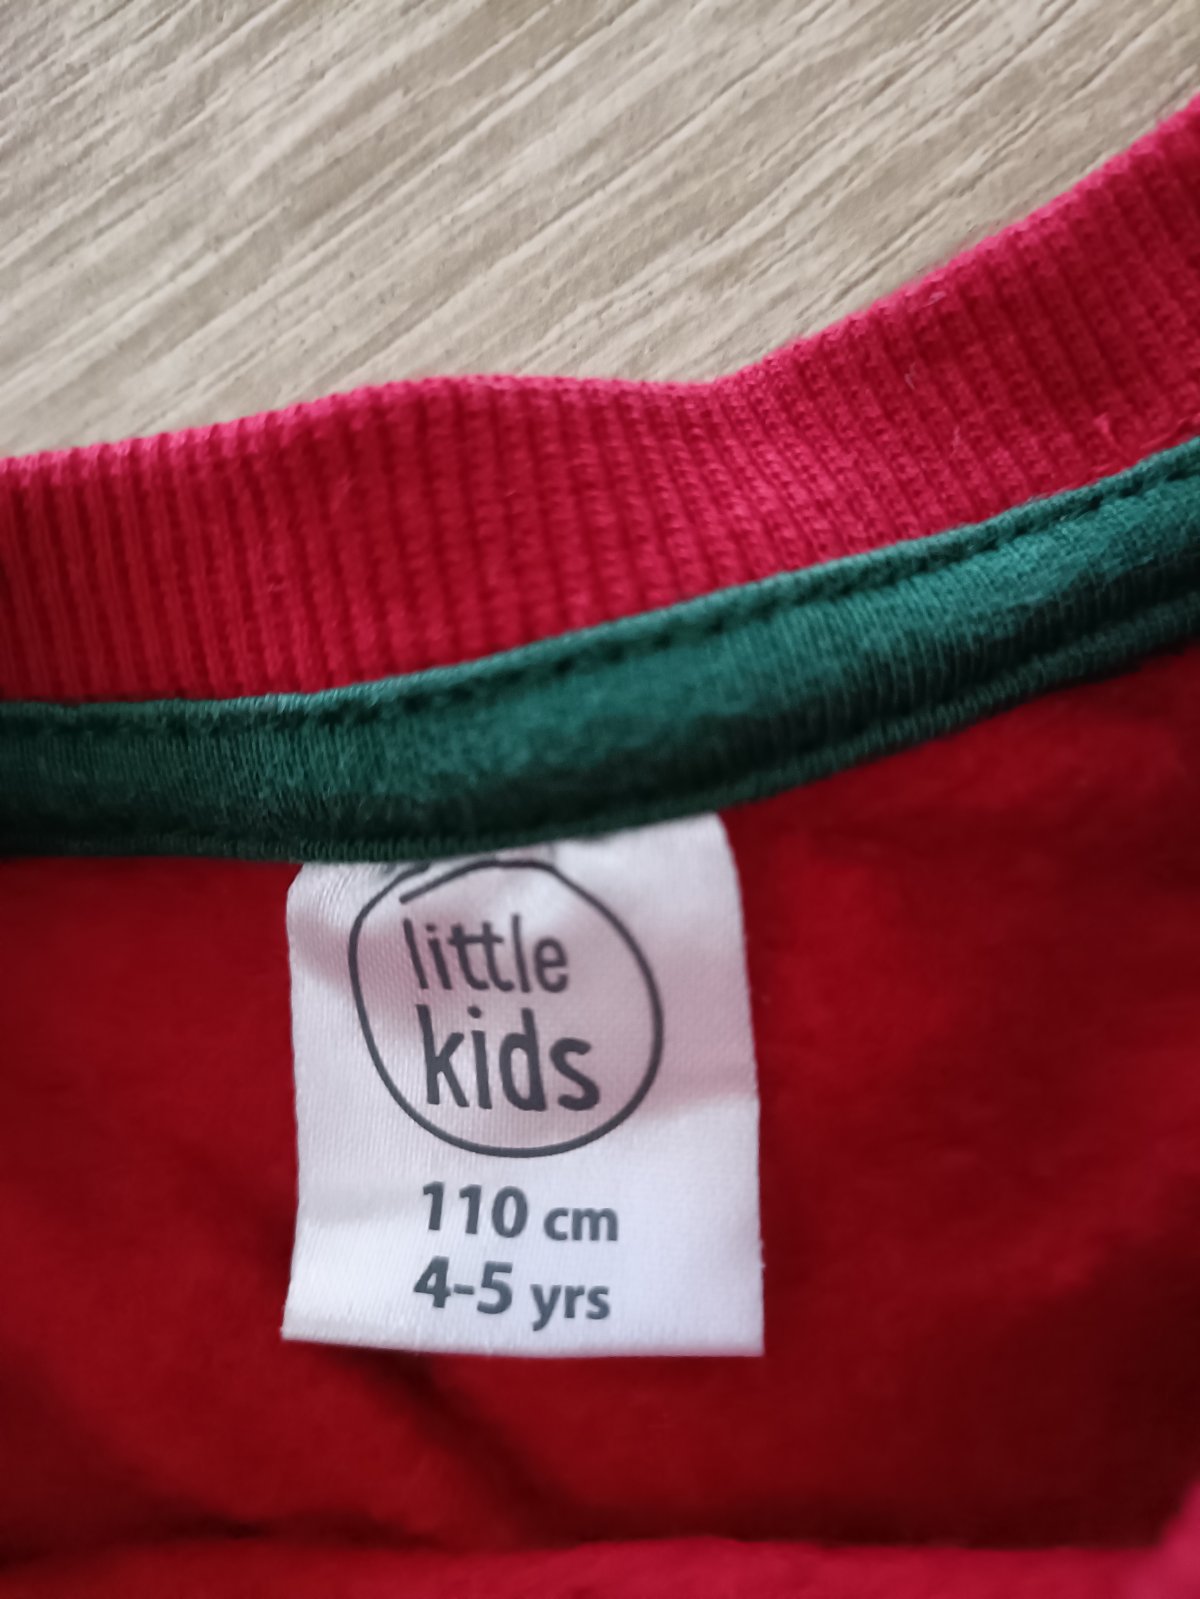 little
kids
110 cm
4-5 yrs